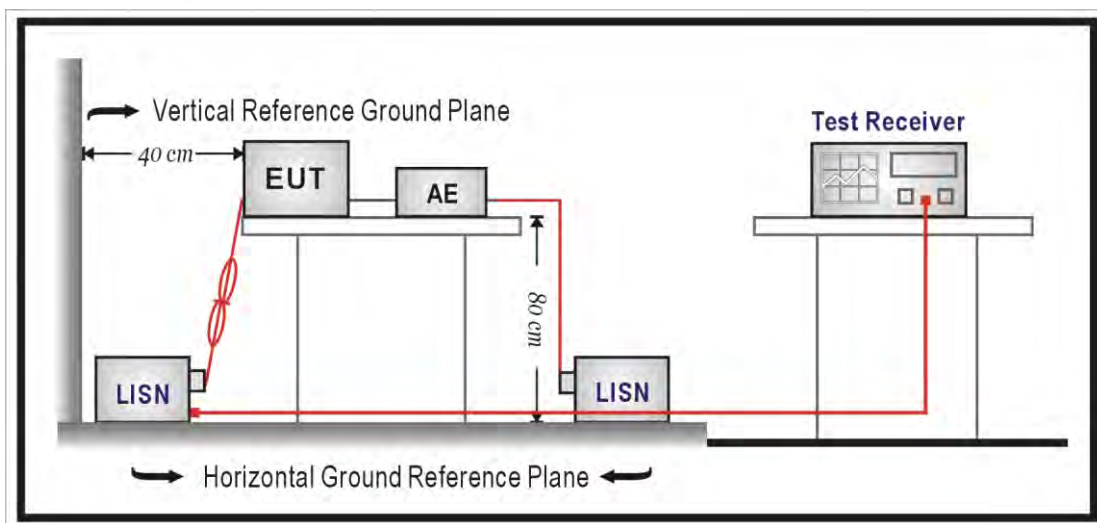 Vertical Reference Ground Plane
40 cm
EUT
AE
Test Receiver
80 cm
LISN
LISN
Horizontal Ground Reference Plane